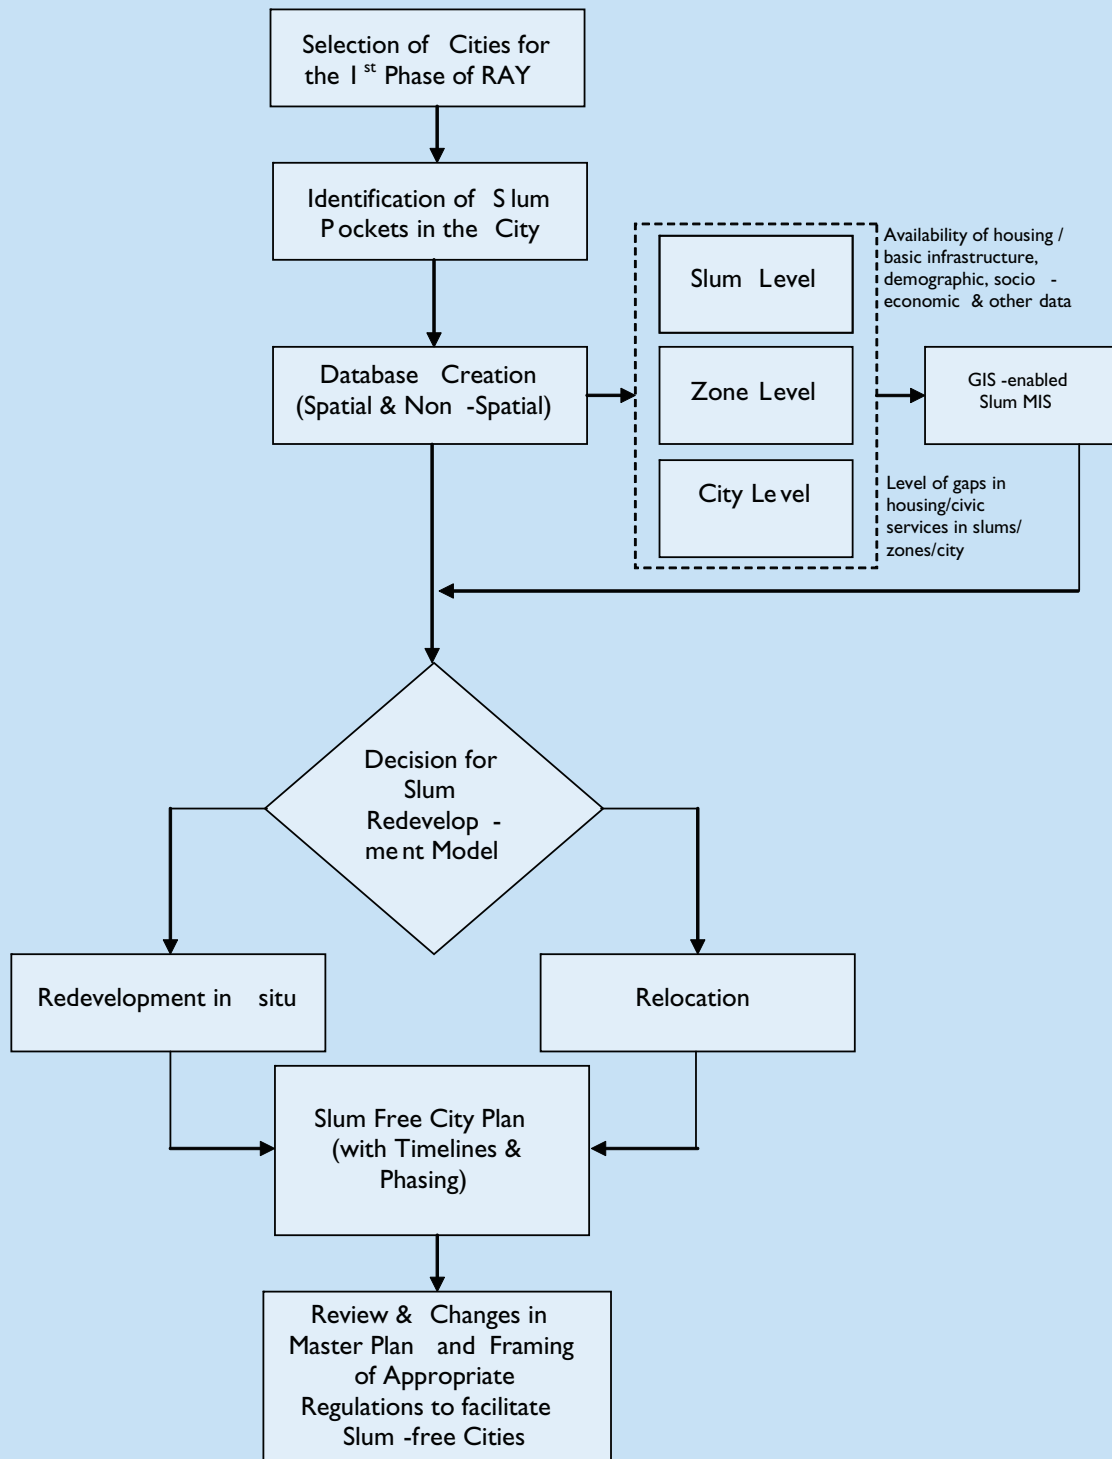 Selection of Cities for
the 1st Phase of RAY
Identification of Slum
Pockets in the City
Database Creation
(Spatial & Non -Spatial)
Slum Level
Zone Level
City Level
Availability of housing /
basic infrastructure,
demographic, socio -
economic & other data
GIS -enabled
Slum MIS
Level of gaps in
housing/civic
services in slums/
zones/city
Decision for
Slum
Redevelop -
ment Model
Redevelopment in situ
Relocation
Slum Free City Plan
(with Timelines &
Phasing)
Review & Changes in
Master Plan and Framing
of Appropriate
Regulations to facilitate
Slum -free Cities